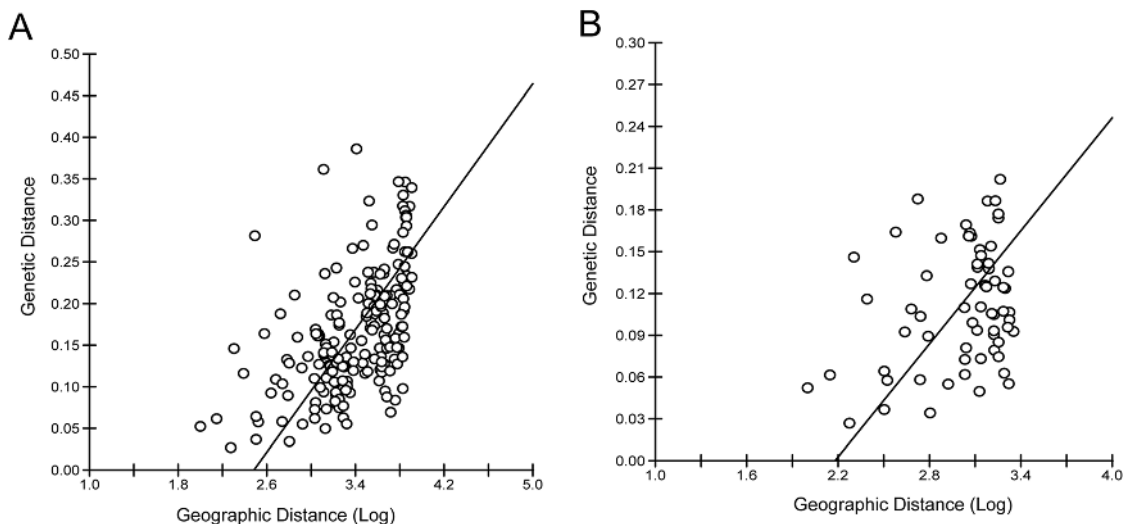 A
0.50
0.45
0.40
0.35
0.30
0.25
0.20
0.15
0.10
0.05
0.00
Genetic Distance
1.0 1.8 2.6 3.4 4.2 5.0
Geographic Distance (Log)
B
0.30
0.27
0.24
0.21
0.18
0.15
0.12
0.09
0.06
0.03
0.00
Genetic Distance
1.0 1.6 2.2 2.8 3.4 4.0
Geographic Distance (Log)